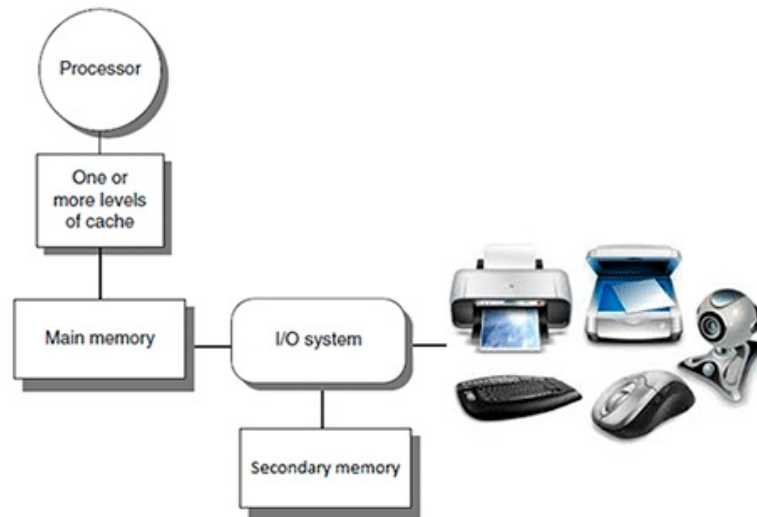 Processor
One or
more levels
of cache
Main memory
I/O system
Secondary memory